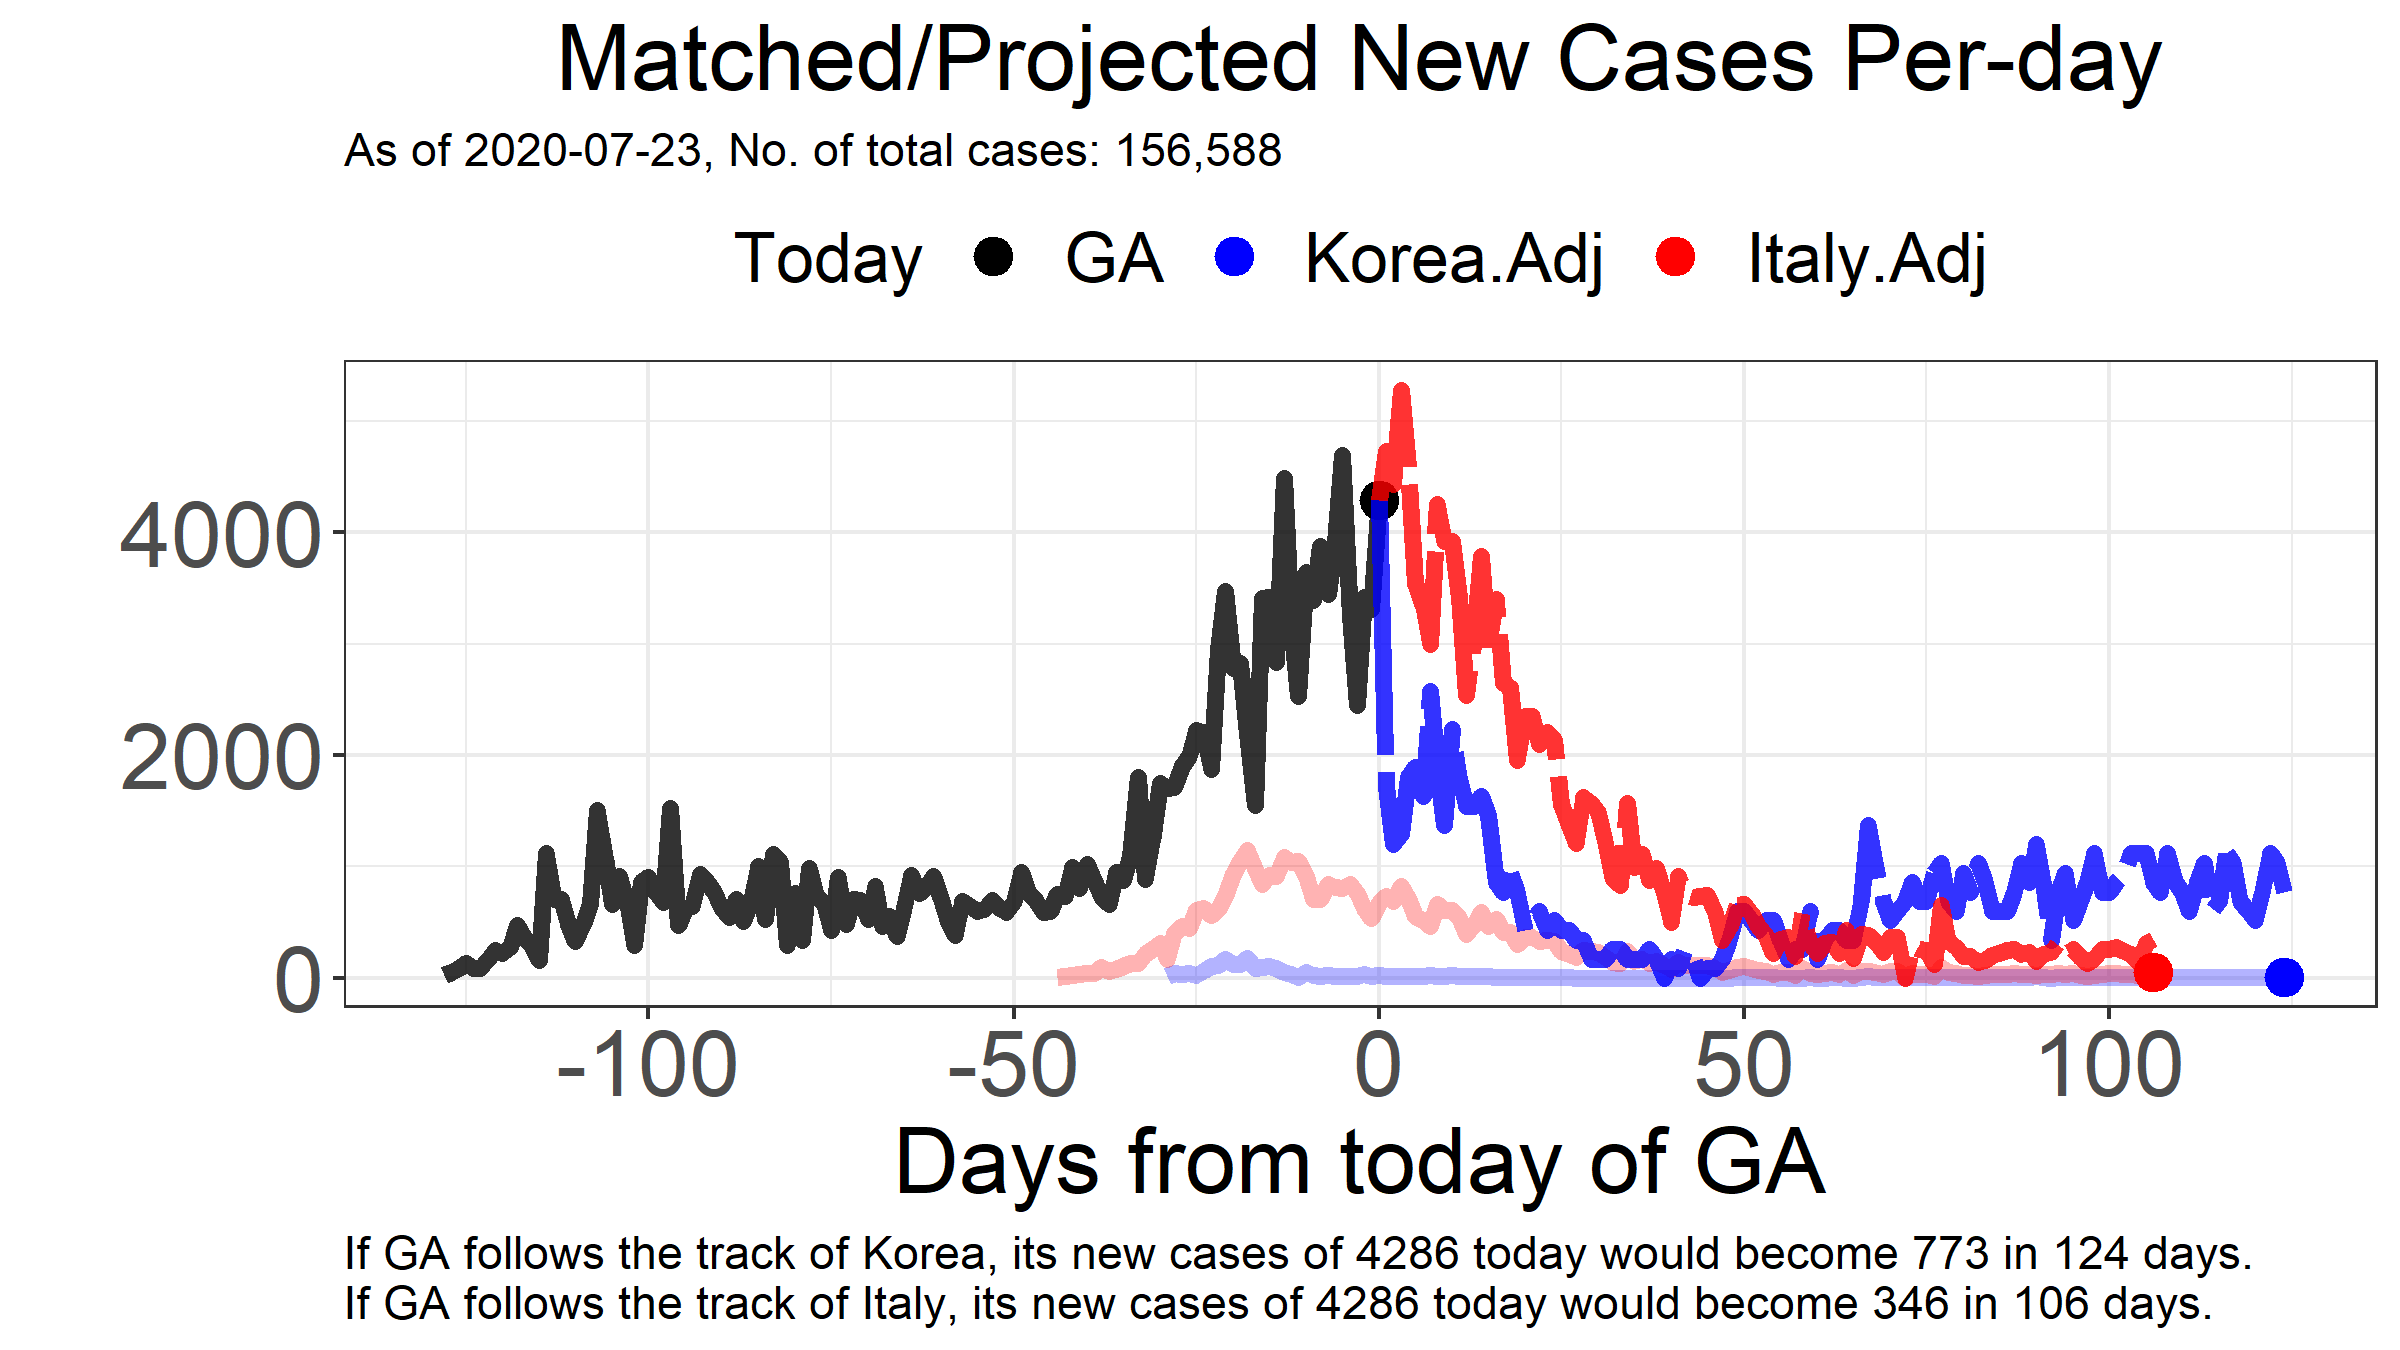 Matched/Projected New Cases Per-day
As of 2020-07-23, No. of total cases: 156,588
Today GA Korea.Adj Italy.Adj
4000
2000
0
-100 -50 0 50 100
Days from today of GA
If GA follows the track of Korea, its new cases of 4286 today would become 773 in 124 days.
If GA follows the track of Italy, its new cases of 4286 today would become 346 in 106 days.